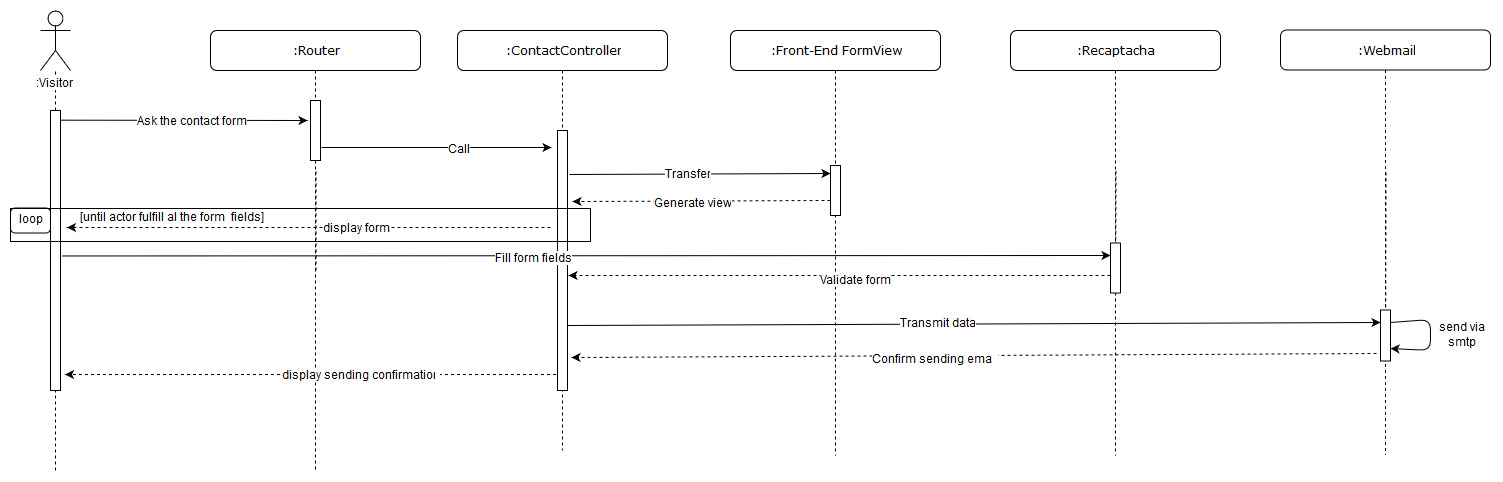 :Visitor
:Router
:ContactController
:Front-End FormView
:Recaptacha
:Webmail
Ask the contact form
Call
Transfer
Generate view
loop
[until actor fulfill al the form fields]
display form
Fill form fields
Validate form
Transmit data
send via
smtp
Confirm sending ema
display sending confirmation